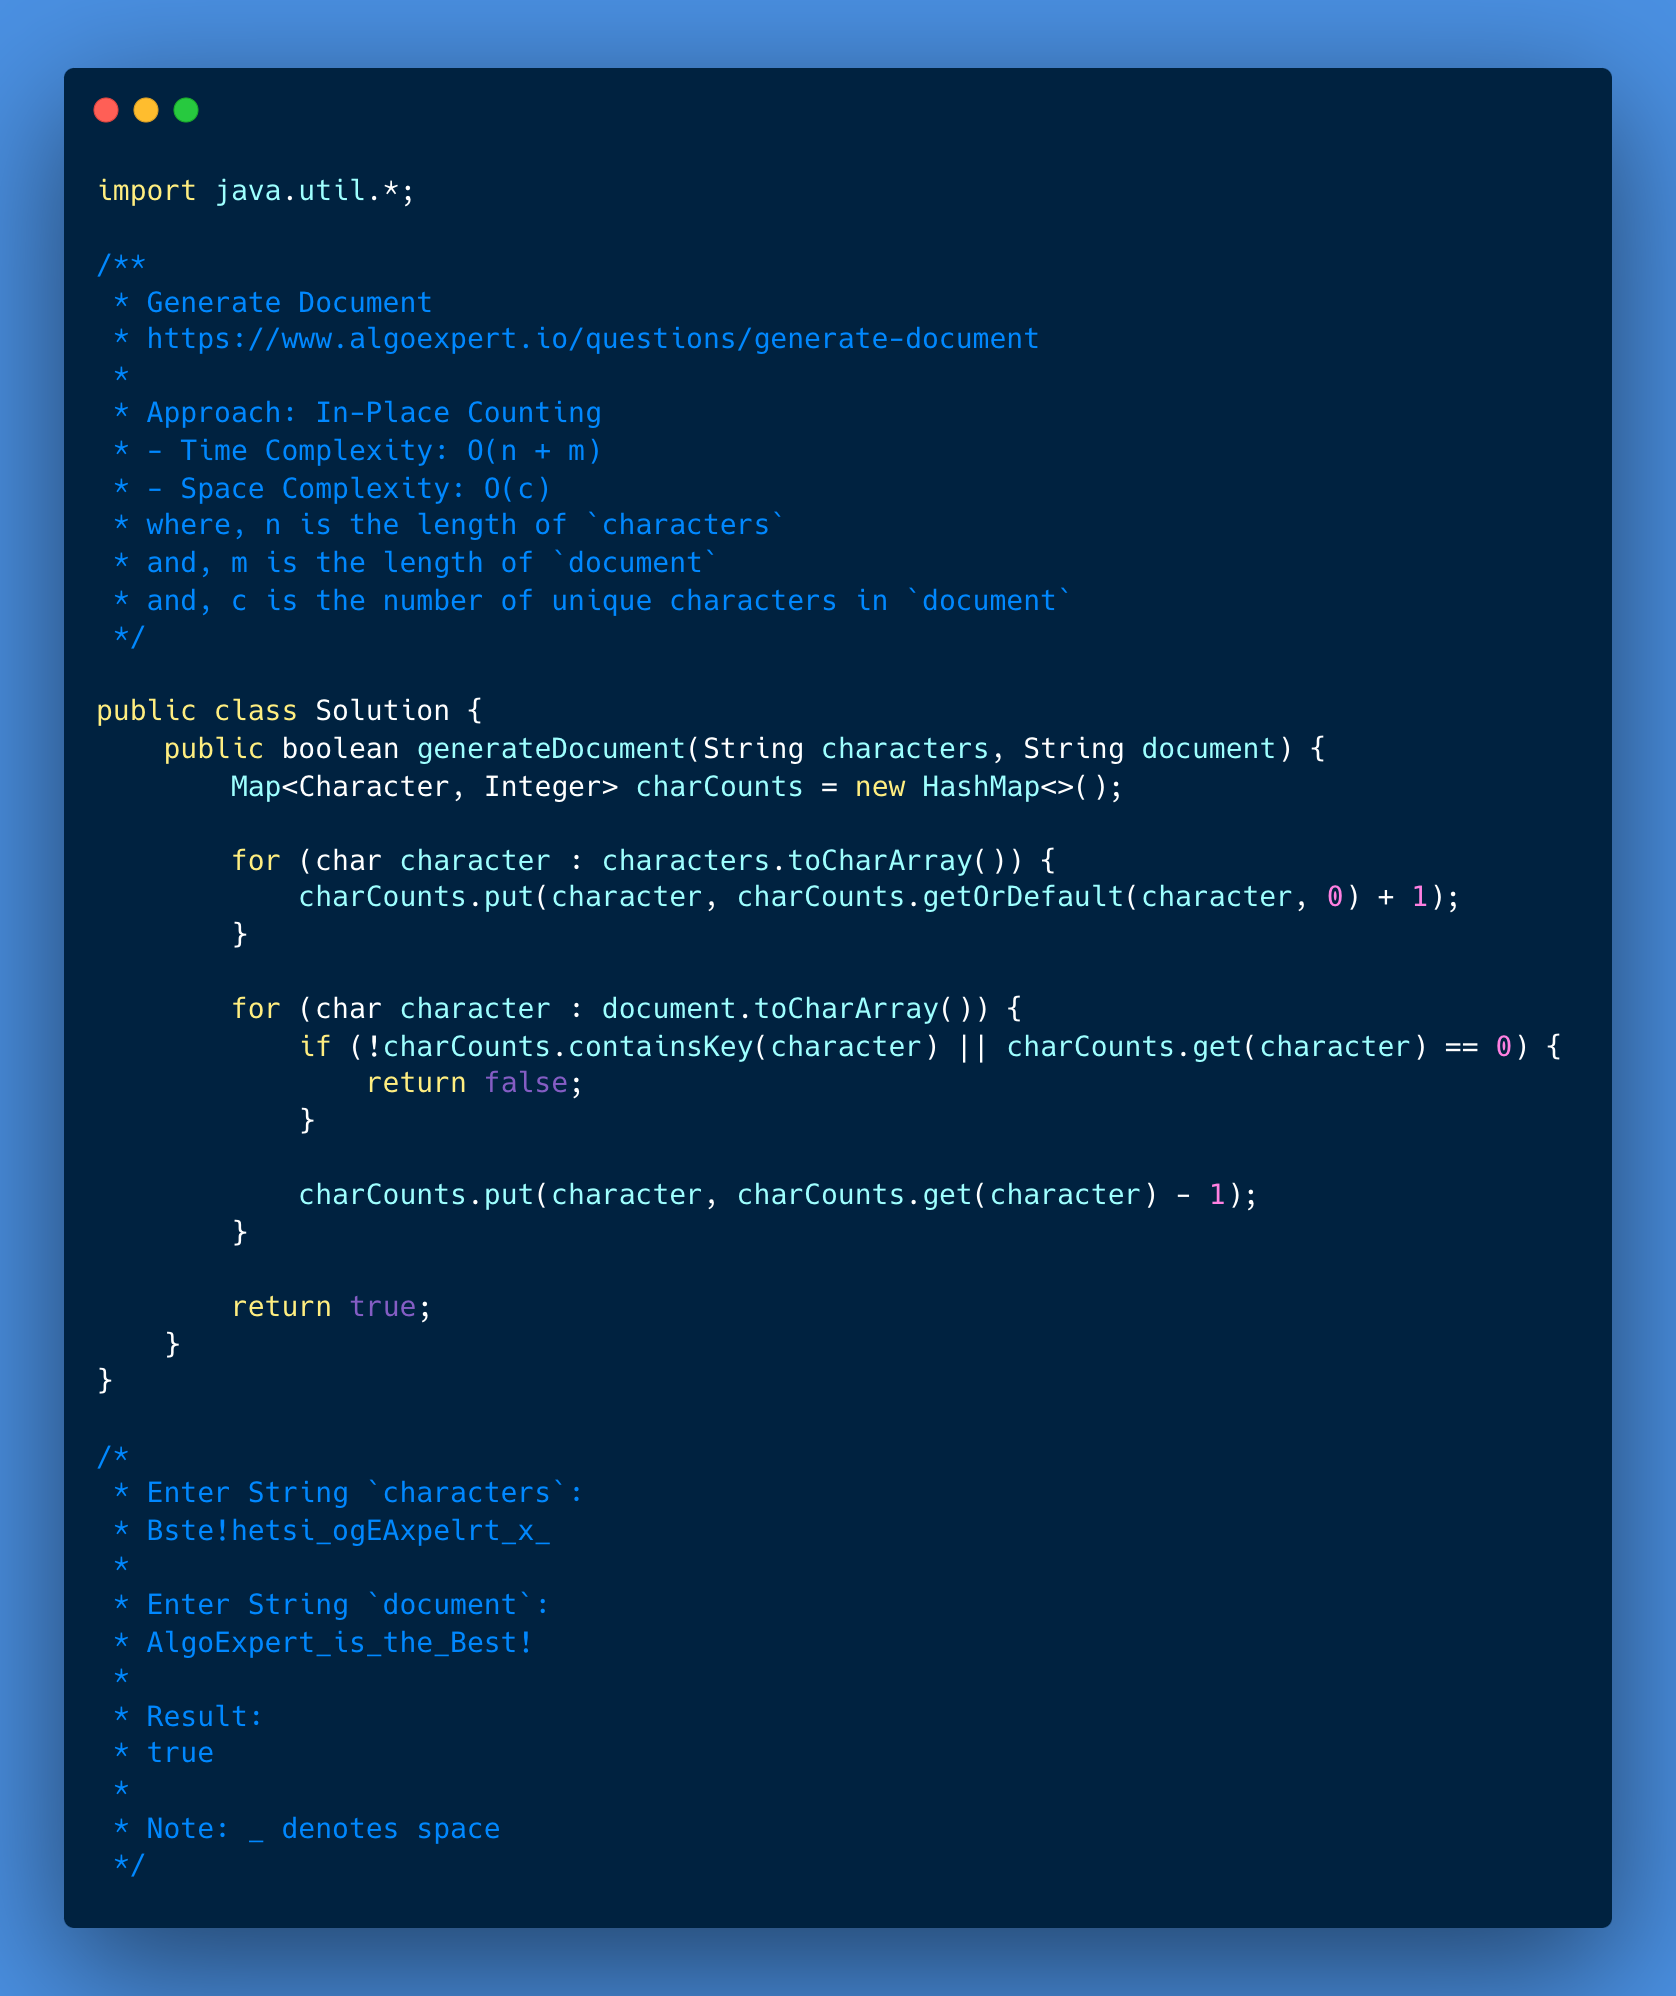 import java.util.*;

/**
 * Generate Document
 * https://www.algoexpert.io/questions/generate-document
 *
 * Approach: In-Place Counting
 * - Time Complexity: O(n + m)
 * - Space Complexity: O(c)
 * where, n is the length of `characters`
 * and, m is the length of `document`
 * and, c is the number of unique characters in `document`
 */

public class Solution {
    public boolean generateDocument(String characters, String document) {
        Map<Character, Integer> charCounts = new HashMap<>();

        for (char character : characters.toCharArray()) {
            charCounts.put(character, charCounts.getOrDefault(character, 0) + 1);
        }

        for (char character : document.toCharArray()) {
            if (!charCounts.containsKey(character) || charCounts.get(character) == 0) {
                return false;
            }

            charCounts.put(character, charCounts.get(character) - 1);
        }

        return true;
    }
}

/*
 * Enter String `characters`:
 * Bste!hetsi_ogEAxpelrt_x_
 *
 * Enter String `document`:
 * AlgoExpert_is_the_Best!
 *
 * Result:
 * true
 *
 * Note: _ denotes space
 */